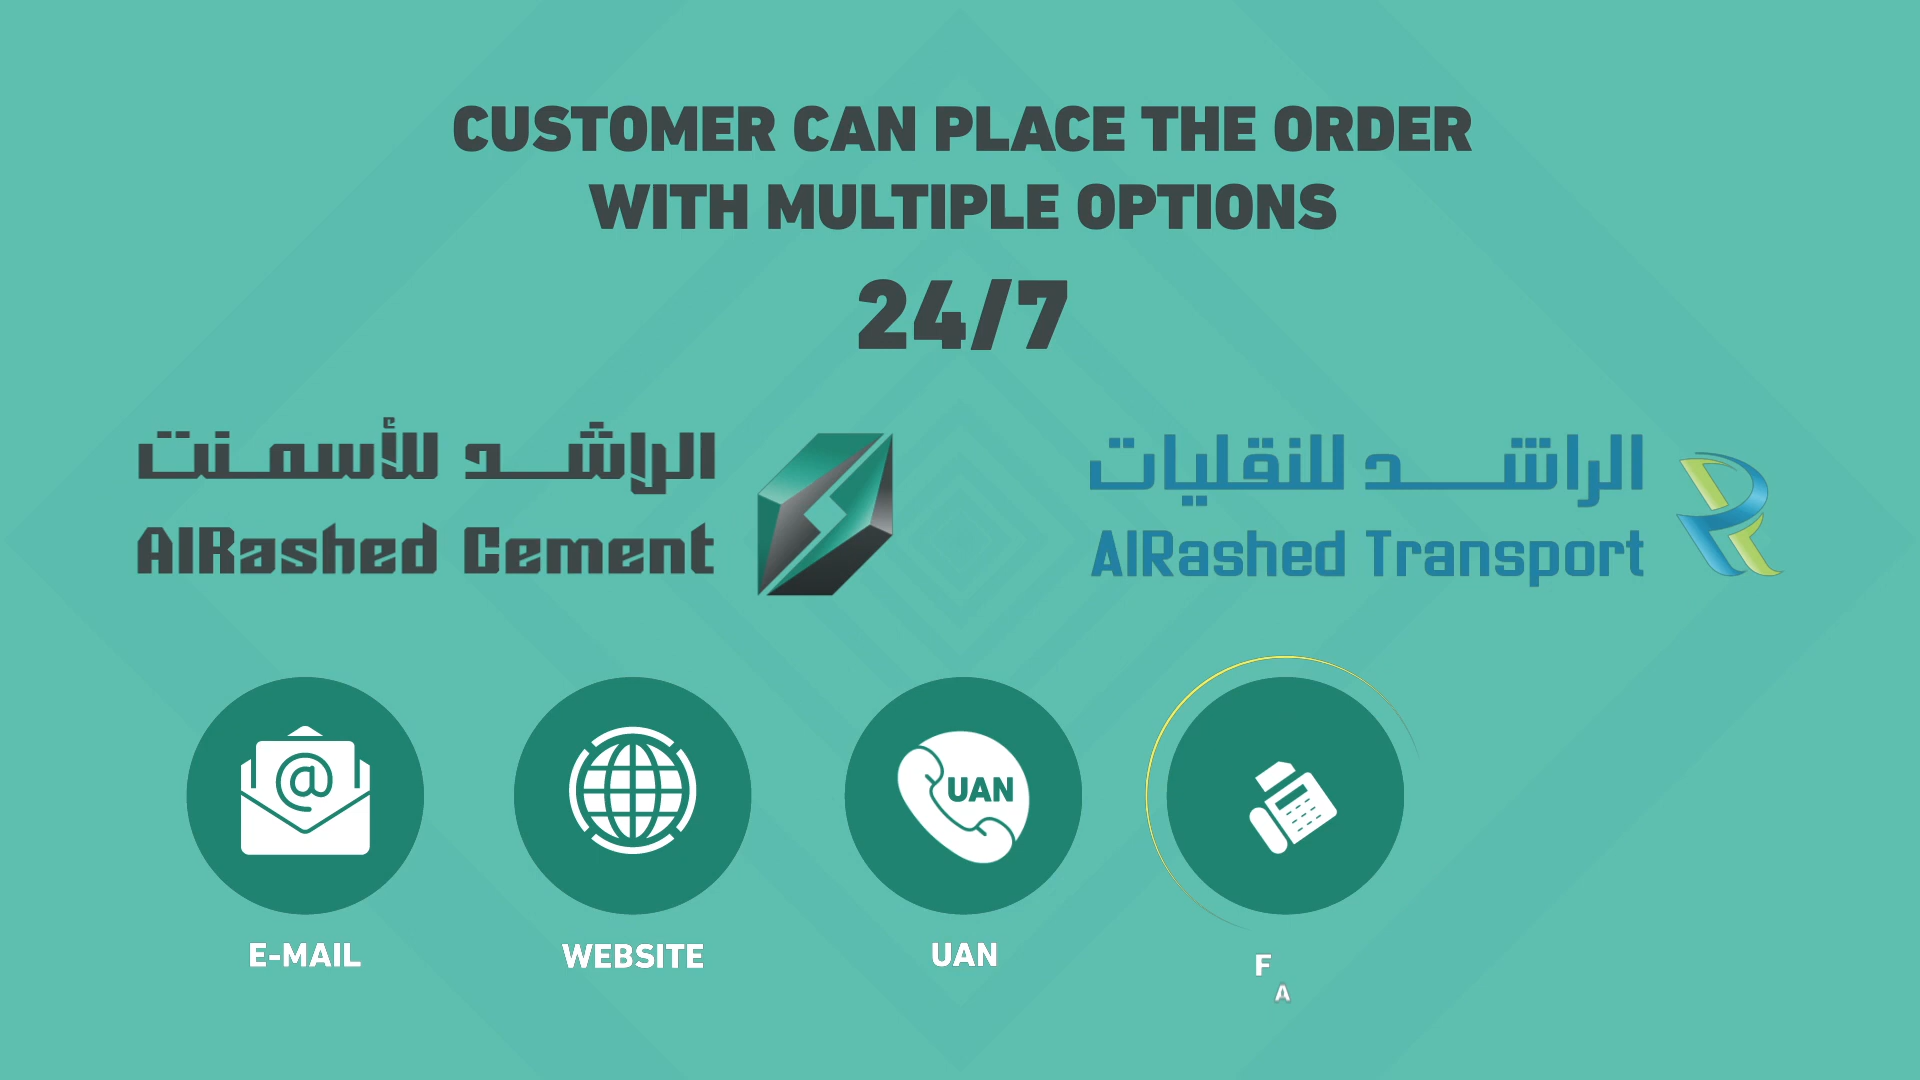 CUSTOMER CAN PLACE THE ORDER
WITH MULTIPLE OPTIONS
24/7
الراشد للأسمنت
AlRashed Cement
الراشد للنقليات
AlRashed Transport
@
UAN
E-MAIL
WEBSITE
UAN
F
A